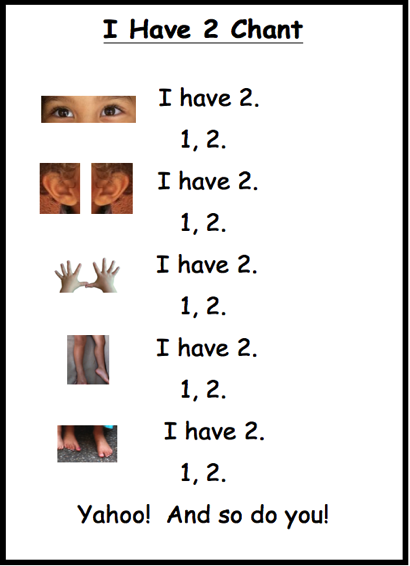 I Have 2 Chant
I have 2.
1, 2.
I have 2.
1, 2.
I have 2.
1, 2.
I have 2.
1, 2.
I have 2.
1, 2.
Yahoo!  And so do you!